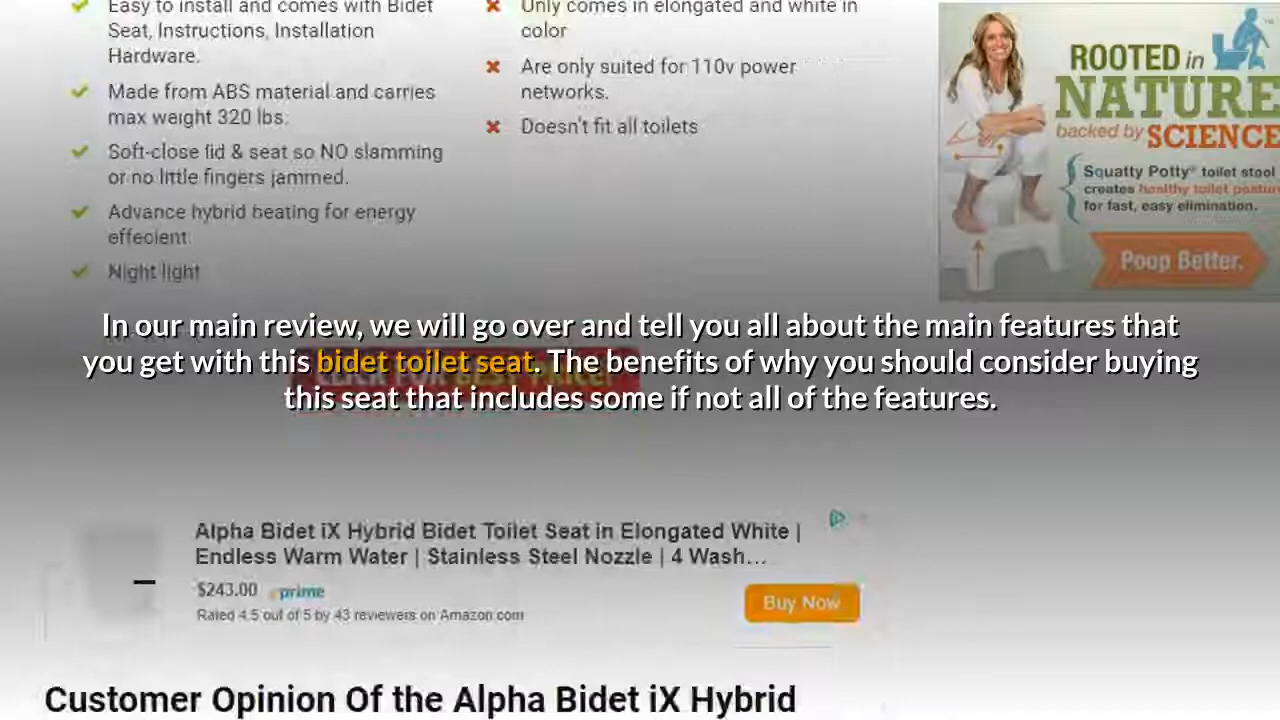 Easy to install and comes with Bidet
Seat, Instructions, Installation
Hardware.
Made from ABS material and carries
max weight 320 lbs.
Soft-close lid & seat so NO slamming
or no little fingers jammed.
Advance hybrid heating for energy
effecient
Night light
Only comes in elongated and white in
color
Are only suited for 110v power
networks.
Doesn't fit all toilets
ROOTED in
NATURE
backed by SCIENCE
Squatty Potty® toilet stool
creates healthy toilet postur
for fast, easy elimination.
Poop Better.
In our main review, we will go over and tell you all about the main features that
you get with this bidet toilet seat. The benefits of why you should consider buying
this seat that includes some if not all of the features.
Alpha Bidet iX Hybrid Bidet Toilet Seat in Elongated White |
Endless Warm Water | Stainless Steel Nozzle | 4 Wash...
$243.00 prime
Rated 4.5 out of 5 by 43 reviewers on Amazon.com
Buy Now
Customer Opinion Of the Alpha Bidet iX Hybrid